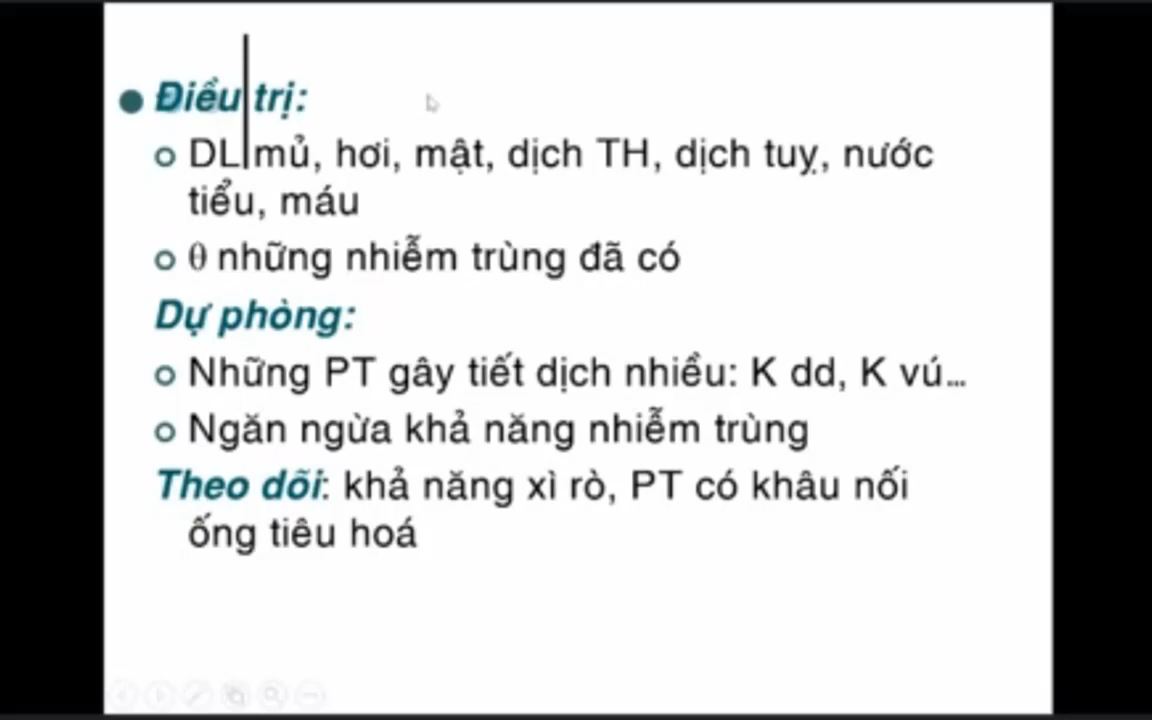 Điều trị:
DL mủ, hơi, mật, dịch TH, dịch tuỵ, nước
tiểu, máu
θ những nhiễm trùng đã có
Dự phòng:
Những PT gây tiết dịch nhiều: K dd, K vú...
Ngăn ngừa khả năng nhiễm trùng
Theo dõi: khả năng xì rò, PT có khâu nối
ống tiêu hoá